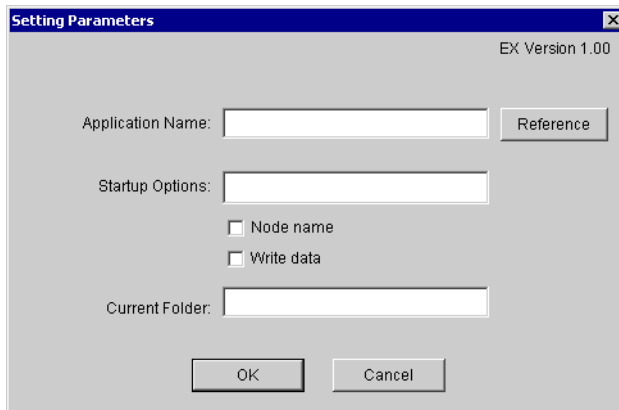 Setting Parameters
EX Version 1.00
Application Name:
Reference
Startup Options:
Node name
Write data
Current Folder:
OK Cancel